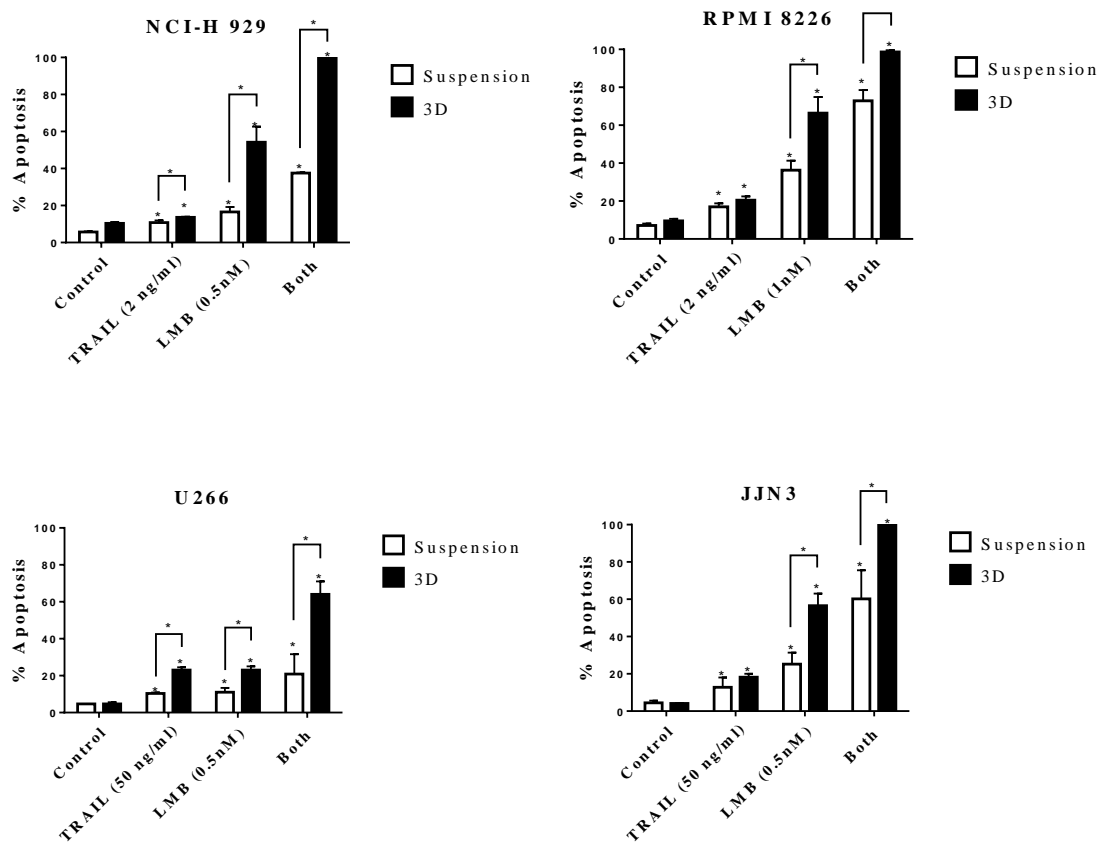 NCI-H 929
*
% Apoptosis
100
80
60
40
20
0
* * * * * * * * *
Suspension
3D
Control
TRAIL (2 ng/ml)
LMB (0.5nM)
Both
RPMI 8226
% Apoptosis
100
80
60
40
20
0
* * * * * * *
Suspension
3D
Control
TRAIL (2 ng/ml)
LMB (1nM)
Both
U266
% Apoptosis
100
80
60
40
20
0
* * * * * * * * *
Suspension
3D
Control
TRAIL (50 ng/ml)
LMB (0.5nM)
Both
JJN3
% Apoptosis
100
80
60
40
20
0
* * * * * * * *
Suspension
3D
Control
TRAIL (50 ng/ml)
LMB (0.5nM)
Both